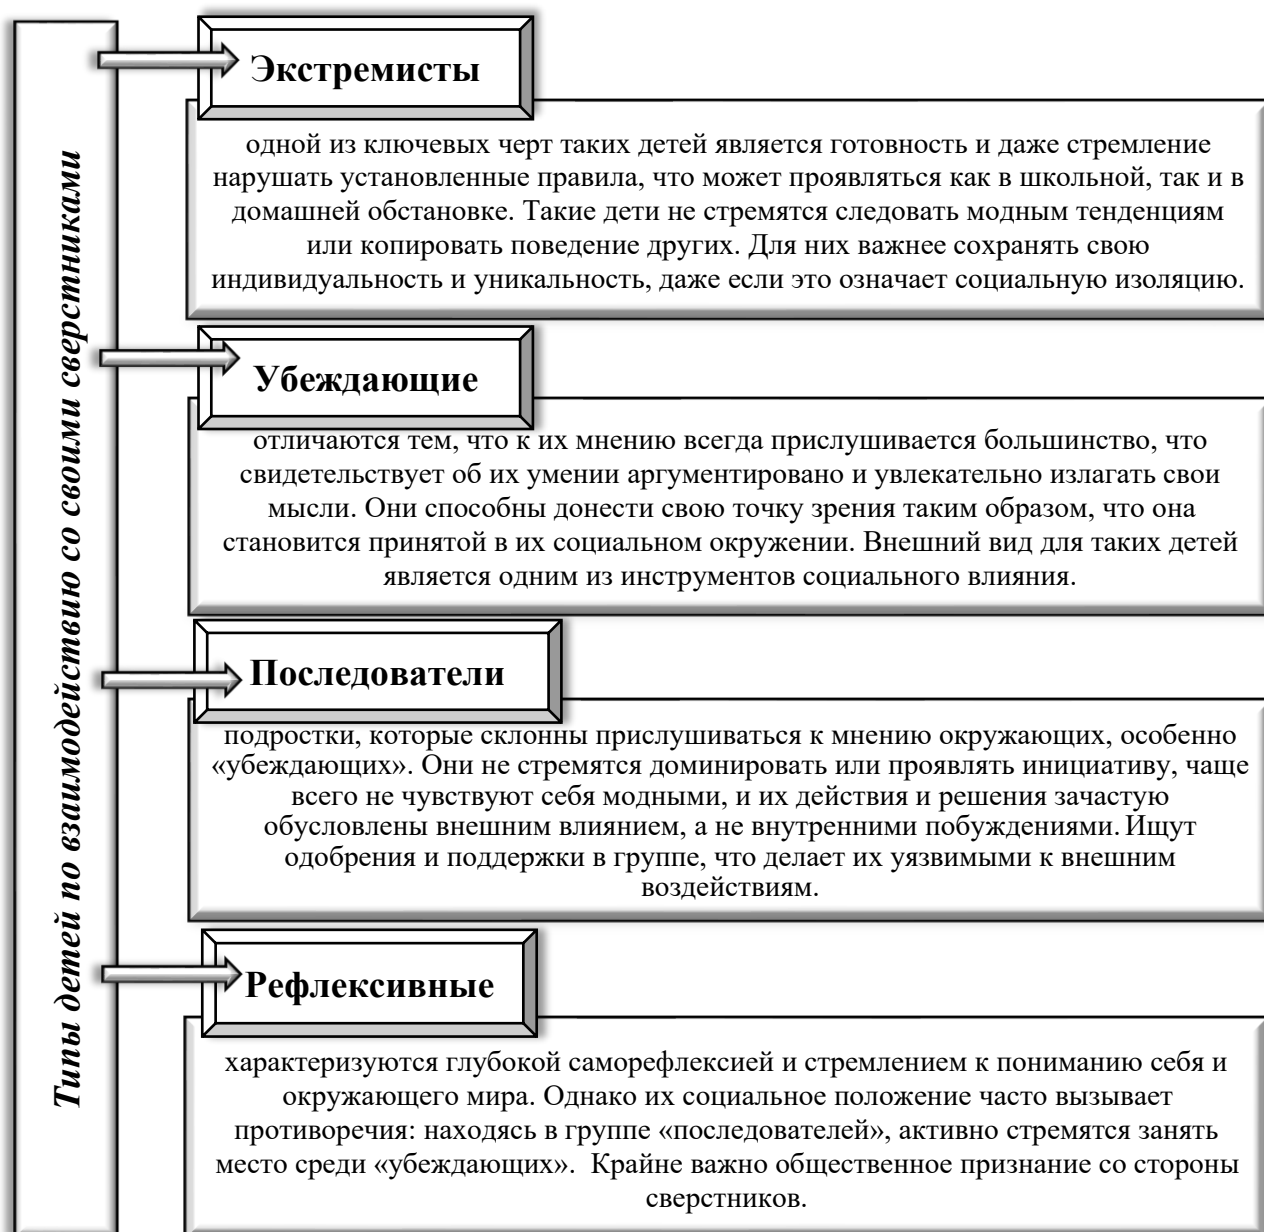 Типы детей по взаимодействию со своими сверстниками
Экстремисты
одной из ключевых черт таких детей является готовность и даже стремление
нарушать установленные правила, что может проявляться как в школьной, так и в
домашней обстановке. Такие дети не стремятся следовать модным тенденциям
или копировать поведение других. Для них важнее сохранять свою
индивидуальность и уникальность, даже если это означает социальную изоляцию.
Убеждающие
отличаются тем, что к их мнению всегда прислушивается большинство, что
свидетельствует об их умении аргументировано и увлекательно излагать свои
мысли. Они способны донести свою точку зрения таким образом, что она
становится принятой в их социальном окружении. Внешний вид для таких детей
является одним из инструментов социального влияния.
Последователи
подростки, которые склонны прислушиваться к мнению окружающих, особенно
«убеждающих». Они не стремятся доминировать или проявлять инициативу, чаще
всего не чувствуют себя модными, и их действия и решения зачастую
обусловлены внешним влиянием, а не внутренними побуждениями. Ищут
одобрения и поддержки в группе, что делает их уязвимыми к внешним
воздействиям.
Рефлексивные
характеризуются глубокой саморефлексией и стремлением к пониманию себя и
окружающего мира. Однако их социальное положение часто вызывает
противоречия: находясь в группе «последователей», активно стремятся занять
место среди «убеждающих». Крайне важно общественное признание со стороны
сверстников.